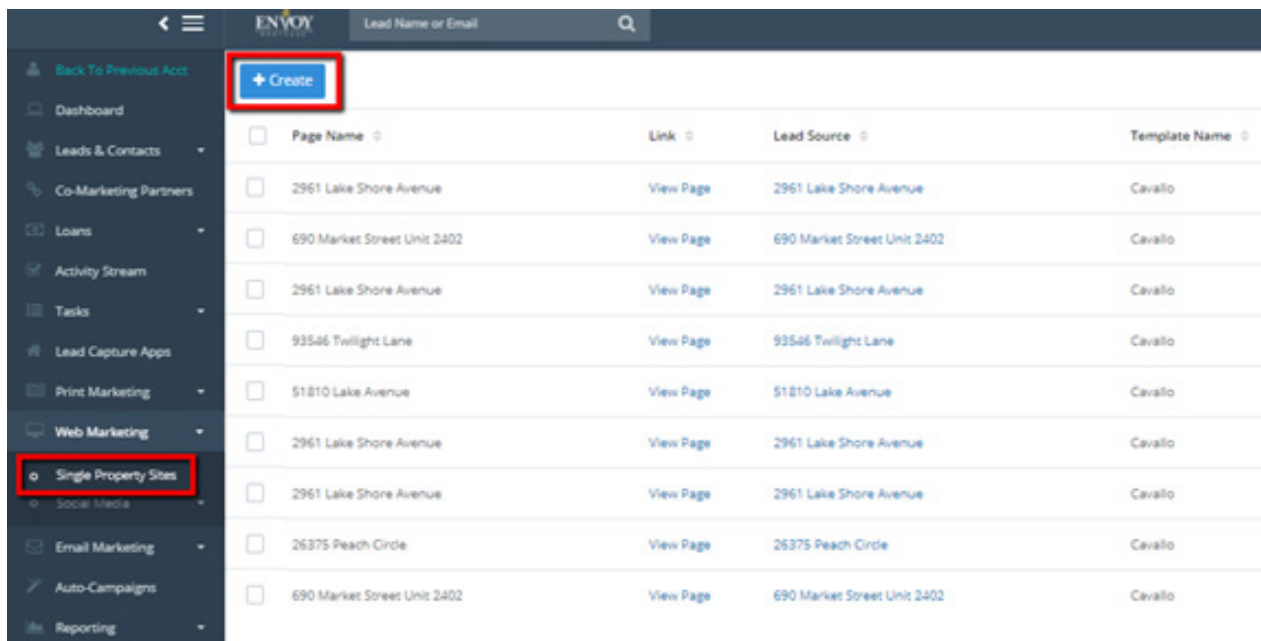 ENVOY
Lead Name or Email
Back To Previous Acct
Dashboard
Leads & Contacts
Co-Marketing Partners
Loans
Activity Stream
Tasks
Lead Capture Apps
Print Marketing
Web Marketing
Single Property Sites
Social Media
Email Marketing
Auto-Campaigns
Reporting
+ Create
Page Name Link Lead Source Template Name
2961 Lake Shore Avenue View Page 2961 Lake Shore Avenue Cavallo
690 Market Street Unit 2402 View Page 690 Market Street Unit 2402 Cavallo
2961 Lake Shore Avenue View Page 2961 Lake Shore Avenue Cavallo
93546 Twilight Lane View Page 93546 Twilight Lane Cavallo
51810 Lake Avenue View Page 51810 Lake Avenue Cavallo
2961 Lake Shore Avenue View Page 2961 Lake Shore Avenue Cavallo
2961 Lake Shore Avenue View Page 2961 Lake Shore Avenue Cavallo
26375 Peach Circle View Page 26375 Peach Circle Cavallo
690 Market Street Unit 2402 View Page 690 Market Street Unit 2402 Cavallo